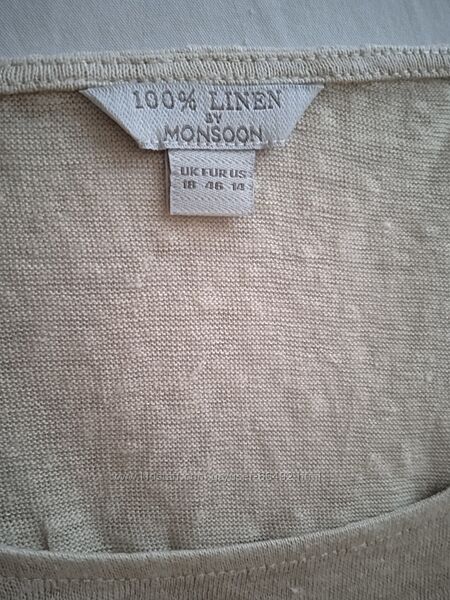 100% LINEN
BY
MONSOON
UK EUR US
18 46 14